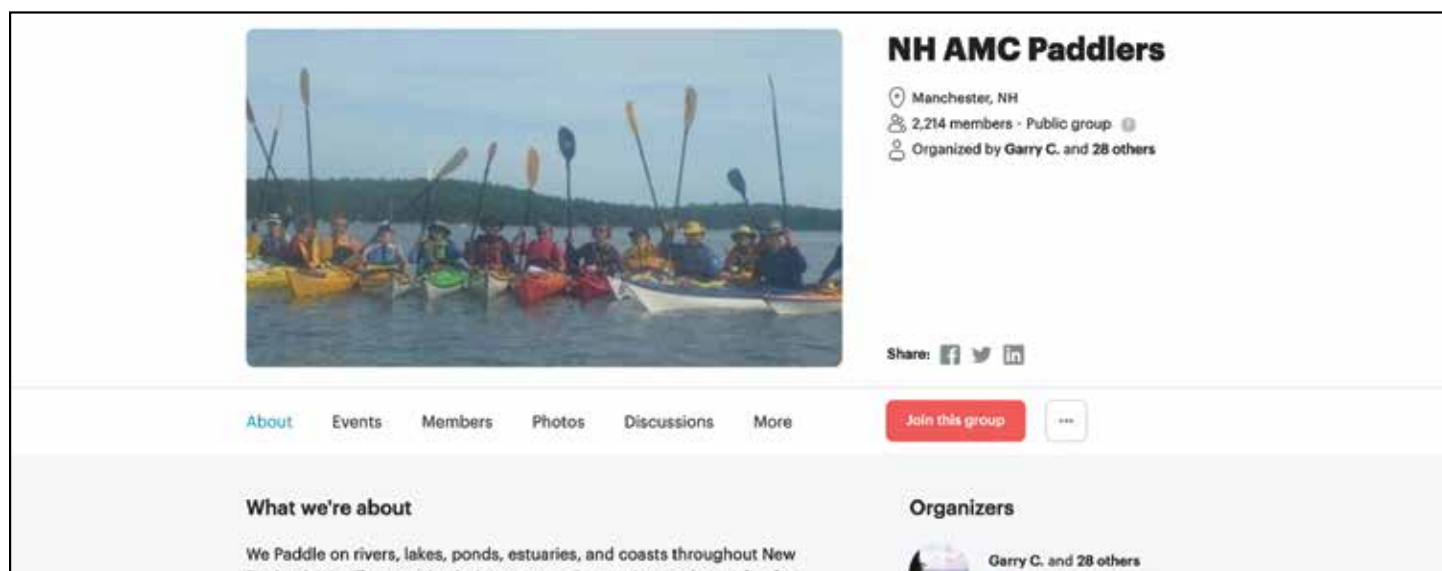 NH AMC Paddlers
Manchester, NH
2,214 members · Public group
Organized by Garry C. and 28 others
Share:
About Events Members Photos Discussions More
Join this group
What we're about
We Paddle on rivers, lakes, ponds, estuaries, and coasts throughout New
Organizers
Garry C. and 28 others